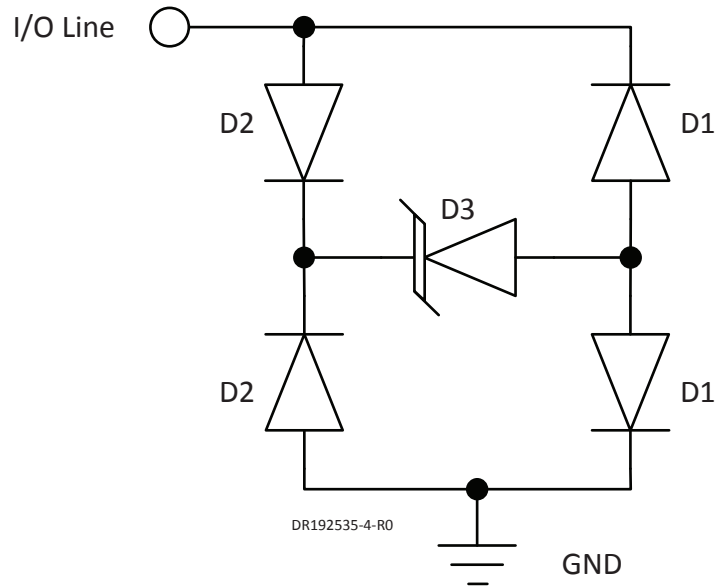 I/O Line
D2
D1
D3
D2
D1
DR192535-4-R0
GND